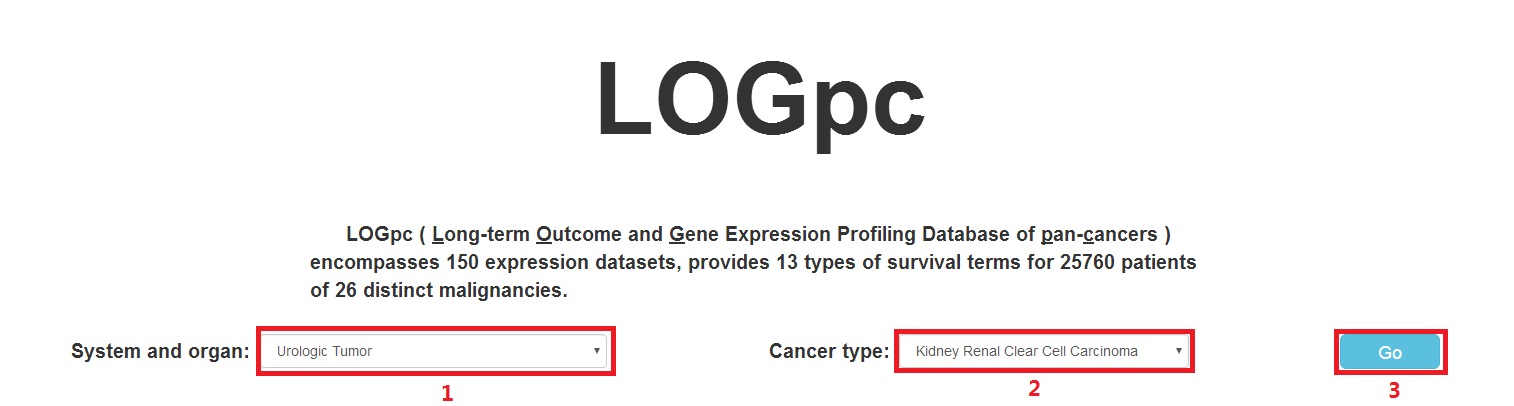 LOGpc
LOGpc ( Long-term Outcome and Gene Expression Profiling Database of pan-cancers )
encompasses 150 expression datasets, provides 13 types of survival terms for 25760 patients
of 26 distinct malignancies.
System and organ: Urologic Tumor Cancer type: Kidney Renal Clear Cell Carcinoma Go
1 2 3